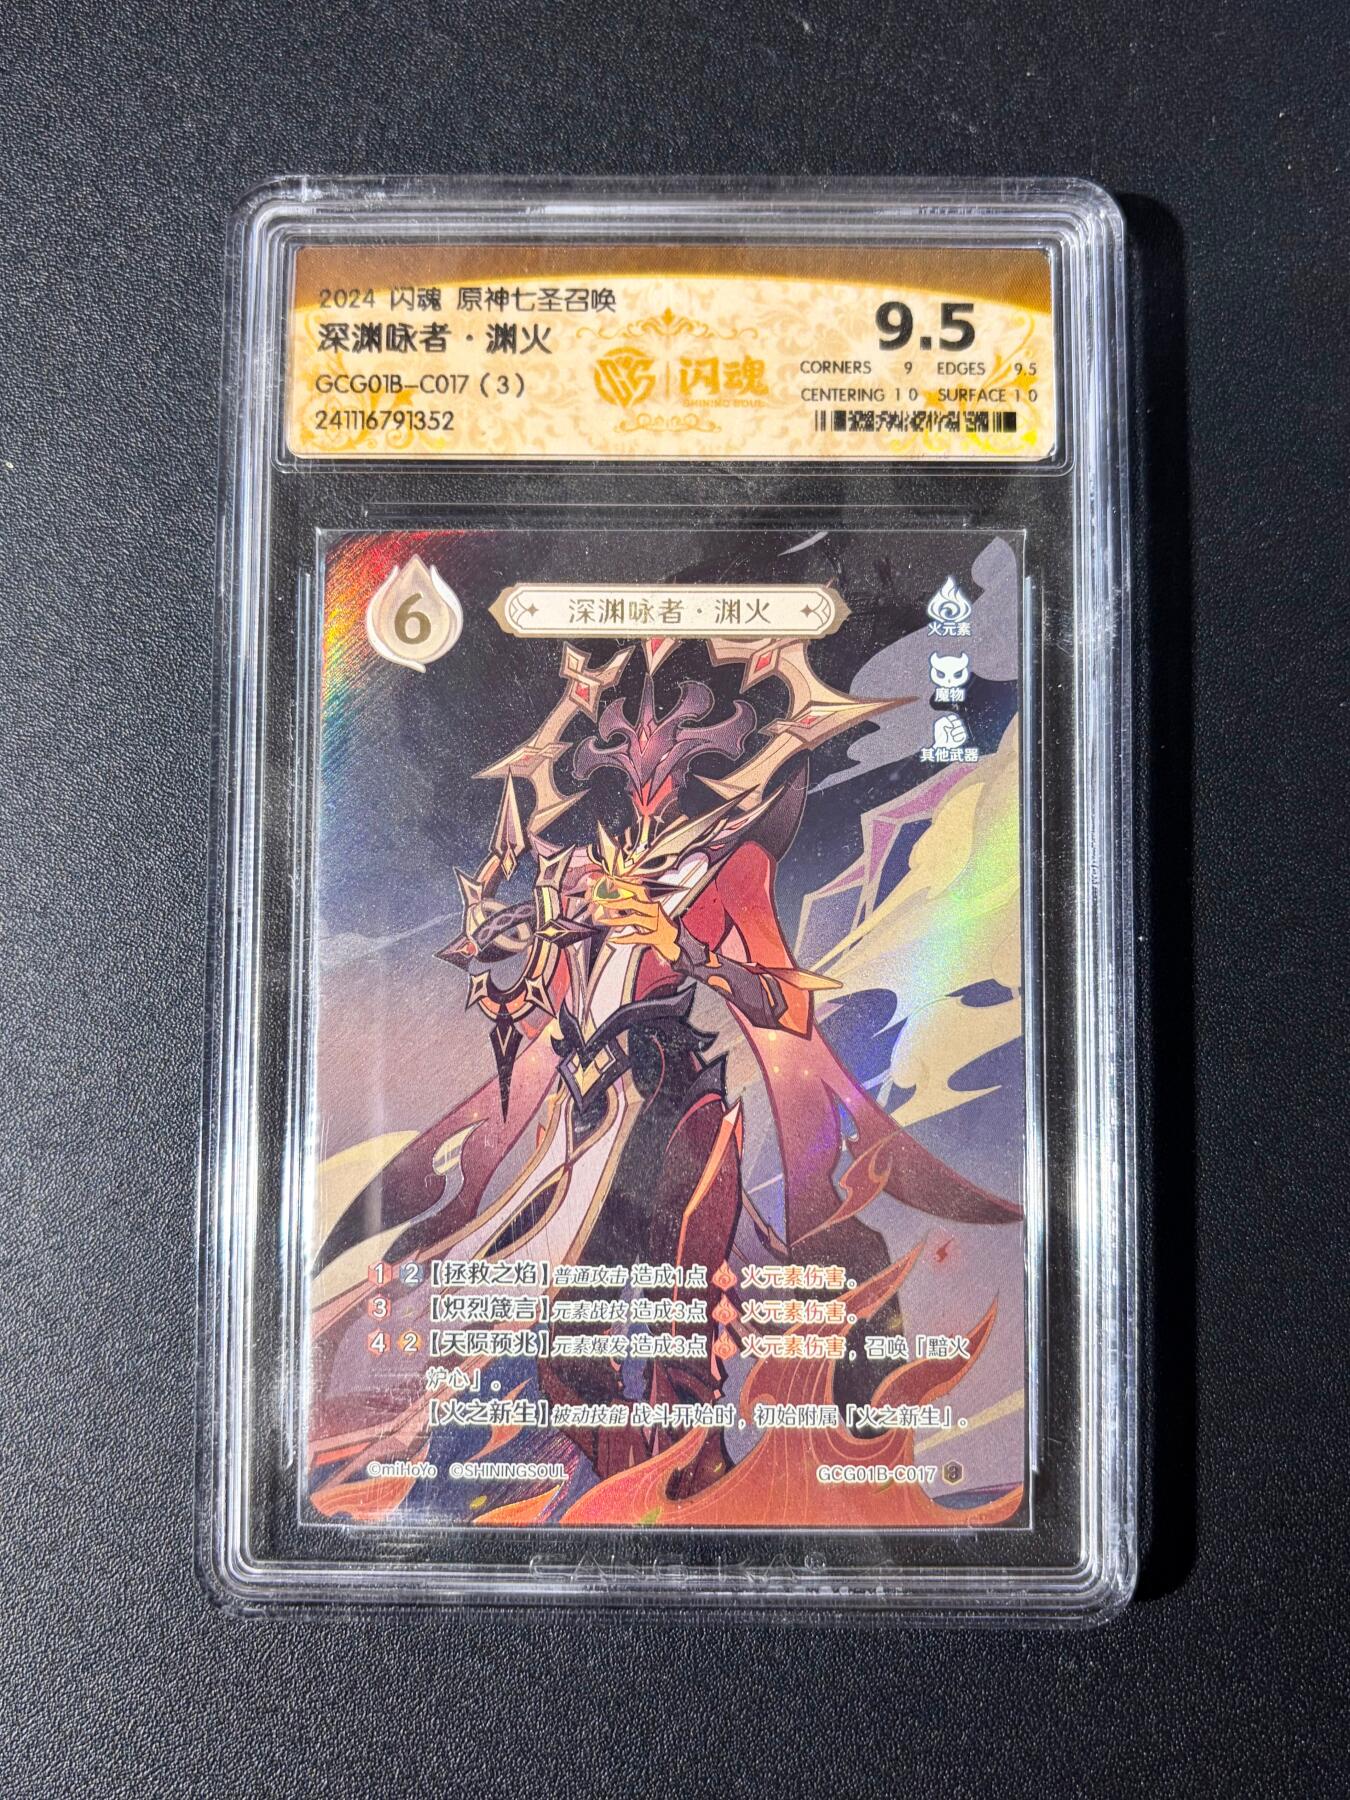 2024 闪魂 原神七圣召唤
深渊咏者·渊火
GCG01B-C017 (3)
241116791352
闪魂
SHINING SOUL
9.5
CORNERS 9 EDGES 9.5
CENTERING 10 SURFACE 10
6
深渊咏者·渊火
火元素
魔物
其他武器
1 2 【拯救之焰】普通攻击 造成1点 火元素伤害。
3 【炽烈箴言】元素战技 造成3点 火元素伤害。
4 2 【天陨预兆】元素爆发 造成3点 火元素伤害，召唤「黯火
炉心」。
【火之新生】被动技能 战斗开始时，初始附属「火之新生」。
©miHoYo ©SHININGSOUL
GCG01B-C017 3